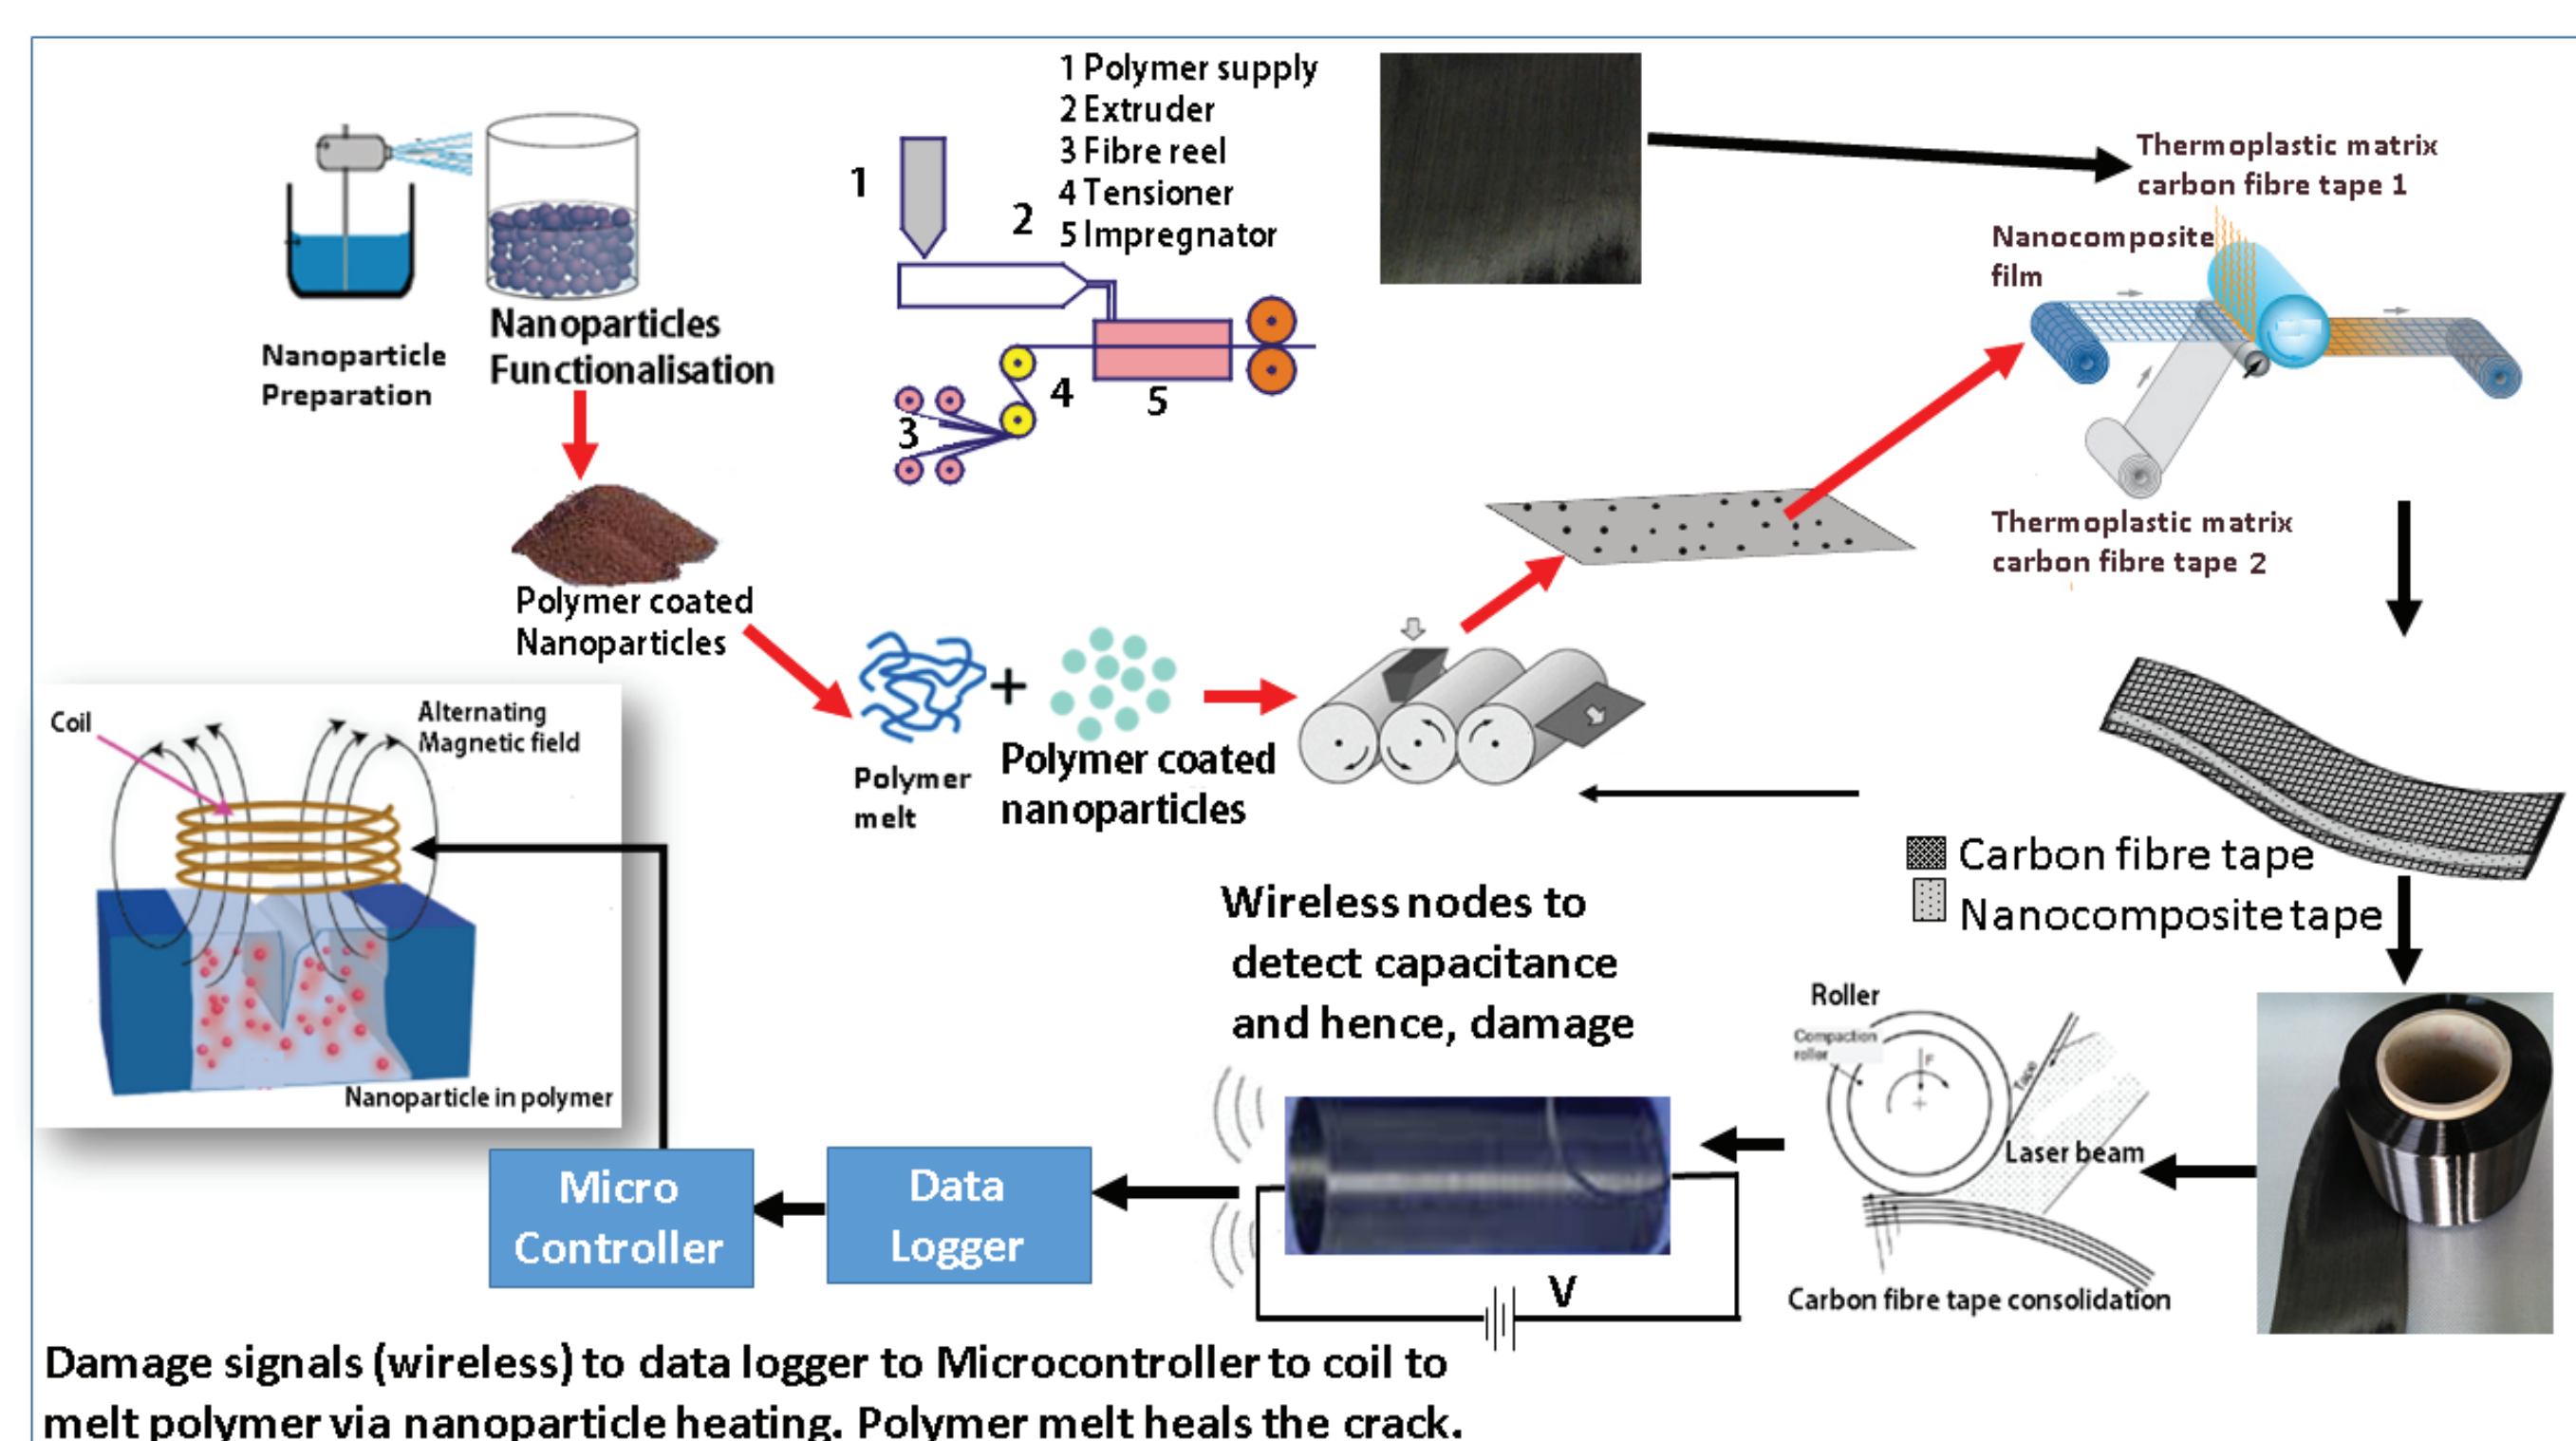 1 Polymer supply
2 Extruder
3 Fibre reel
4 Tensioner
5 Impregnator
1
2
3
4
5
Nanoparticle
Preparation
Nanoparticles
Functionalisation
Polymer coated
Nanoparticles
Polymer
melt
+
Polymer coated
nanoparticles
Thermoplastic matrix
carbon fibre tape 1
Nanocomposite
film
Thermoplastic matrix
carbon fibre tape 2
Carbon fibre tape
Nanocomposite tape
Roller
Compaction
roller
F
Tape
Laser beam
Carbon fibre tape consolidation
Wireless nodes to
detect capacitance
and hence, damage
V
Data
Logger
Micro
Controller
Coil
Alternating
Magnetic field
Nanoparticle in polymer
Damage signals (wireless) to data logger to Microcontroller to coil to
melt polymer via nanoparticle heating. Polymer melt heals the crack.